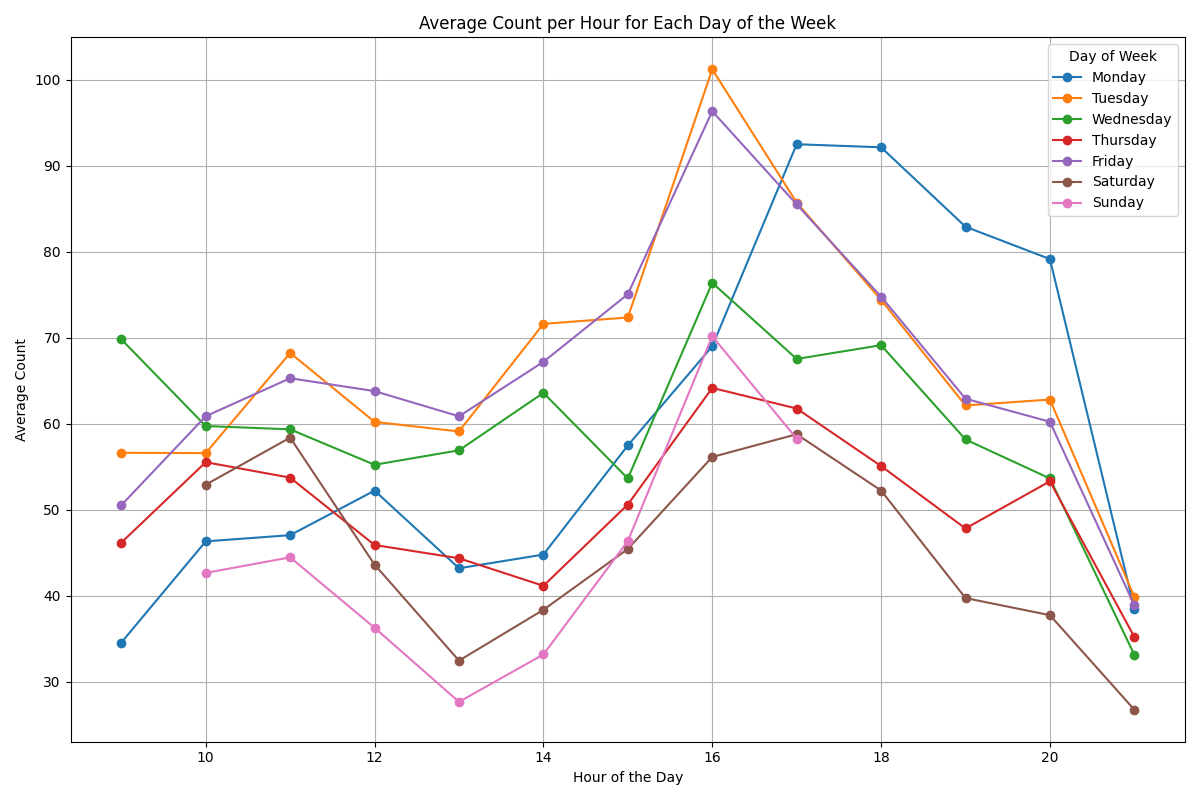 Average Count per Hour for Each Day of the Week
Day of Week
Monday
Tuesday
Wednesday
Thursday
Friday
Saturday
Sunday
Average Count
100
90
80
70
60
50
40
30
10 12 14 16 18 20
Hour of the Day